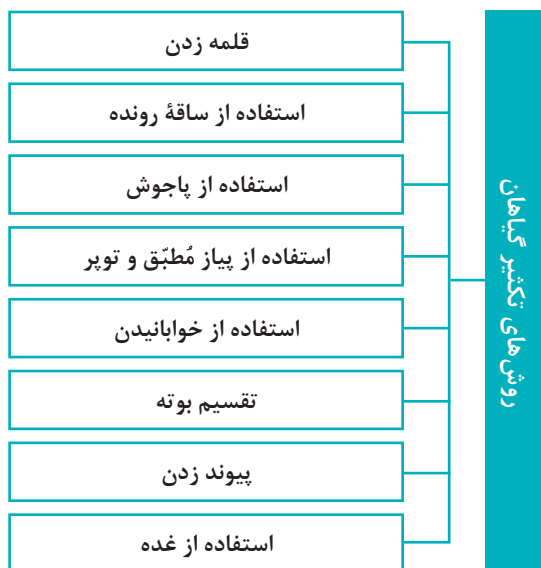 روش‌های تکثیر گیاهان
قلمه زدن
استفاده از ساقهٔ رونده
استفاده از پاجوش
استفاده از پیاز مُطبّق و توپر
استفاده از خوابانیدن
تقسیم بوته
پیوند زدن
استفاده از غده